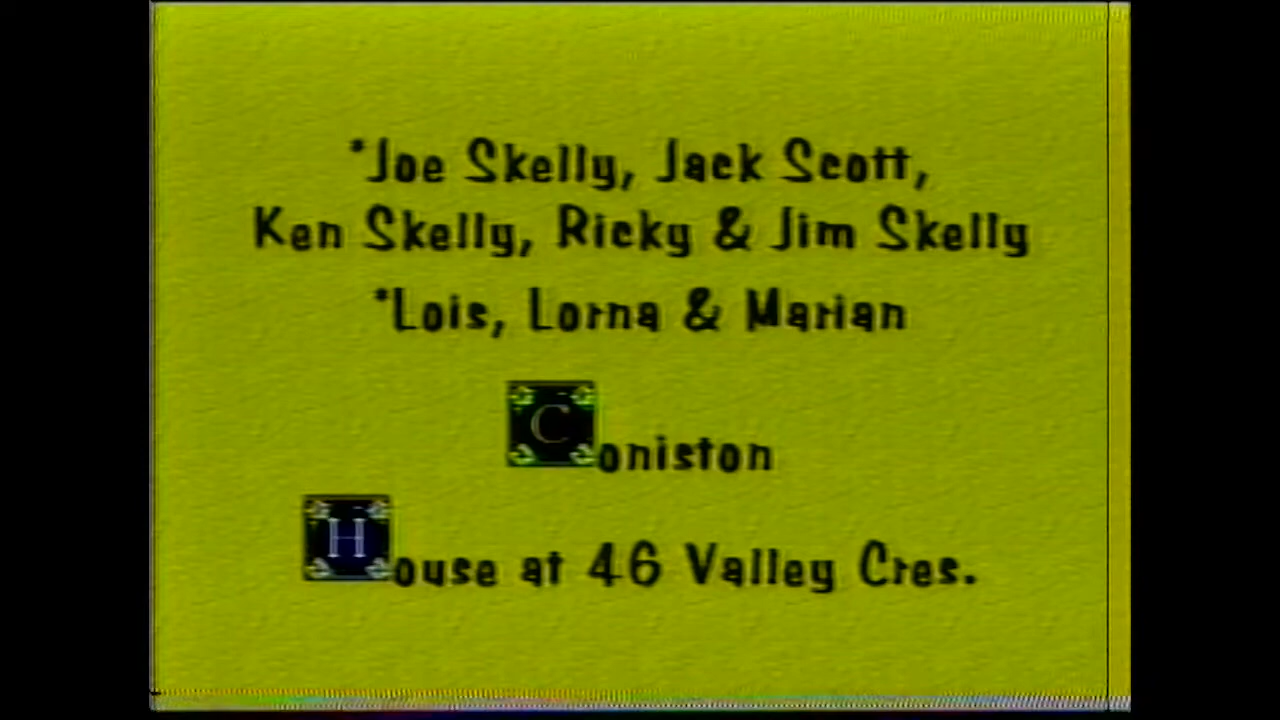 *Joe Skelly, Jack Scott,
Ken Skelly, Ricky & Jim Skelly
*Lois, Lorna & Marian
Coniston
House at 46 Valley Cres.